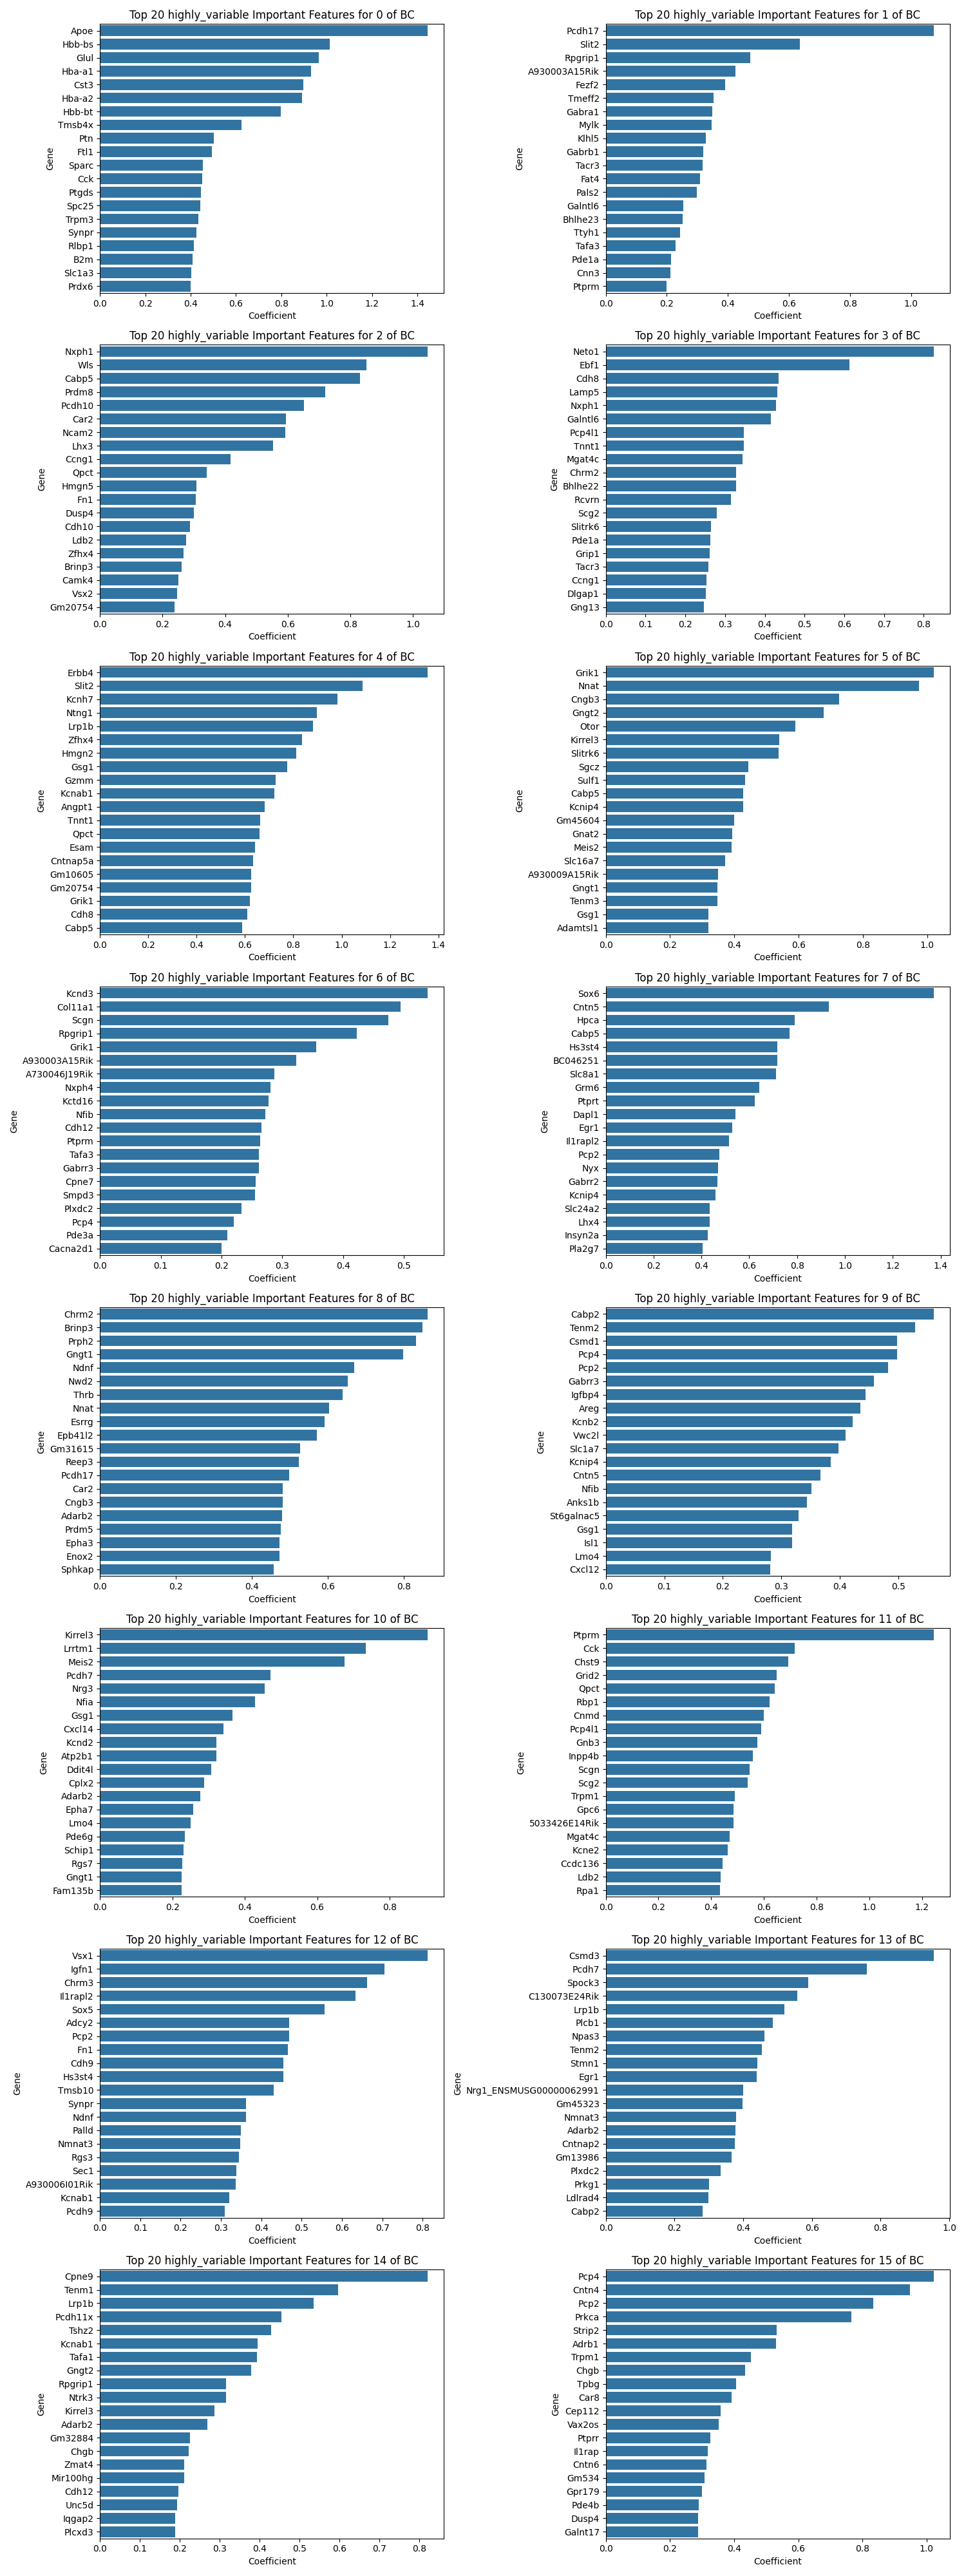 Top 20 highly_variable Important Features for 0 of BC
Apoe
Hbb-bs
Glul
Hba-a1
Cst3
Hba-a2
Hbb-bt
Tmsb4x
Ptn
Ftl1
Sparc
Cck
Ptgds
Spc25
Trpm3
Synpr
Rlbp1
B2m
Slc1a3
Prdx6
Gene
0.0 0.2 0.4 0.6 0.8 1.0 1.2 1.4
Coefficient
Top 20 highly_variable Important Features for 1 of BC
Pcdh17
Slit2
Rpgrip1
A930003A15Rik
Fezf2
Tmeff2
Gabra1
Mylk
Klhl5
Gabrb1
Tacr3
Fat4
Pals2
Galntl6
Bhlhe23
Ttyh1
Tafa3
Pde1a
Cnn3
Ptprm
Gene
0.0 0.2 0.4 0.6 0.8 1.0
Coefficient
Top 20 highly_variable Important Features for 2 of BC
Nxph1
Wls
Cabp5
Prdm8
Pcdh10
Car2
Ncam2
Lhx3
Ccng1
Qpct
Hmgn5
Fn1
Dusp4
Cdh10
Ldb2
Zfhx4
Brinp3
Camk4
Vsx2
Gm20754
Gene
0.0 0.2 0.4 0.6 0.8 1.0
Coefficient
Top 20 highly_variable Important Features for 3 of BC
Neto1
Ebf1
Cdh8
Lamp5
Nxph1
Galntl6
Pcp4l1
Tnnt1
Mgat4c
Chrm2
Bhlhe22
Rcvrn
Scg2
Slitrk6
Pde1a
Grip1
Tacr3
Ccng1
Dlgap1
Gng13
Gene
0.0 0.1 0.2 0.3 0.4 0.5 0.6 0.7 0.8
Coefficient
Top 20 highly_variable Important Features for 4 of BC
Erbb4
Slit2
Kcnh7
Ntng1
Lrp1b
Zfhx4
Hmgn2
Gsg1
Gzmm
Kcnab1
Angpt1
Tnnt1
Qpct
Esam
Cntnap5a
Gm10605
Gm20754
Grik1
Cdh8
Cabp5
Gene
0.0 0.2 0.4 0.6 0.8 1.0 1.2 1.4
Coefficient
Top 20 highly_variable Important Features for 5 of BC
Grik1
Nnat
Cngb3
Gngt2
Otor
Kirrel3
Slitrk6
Sgcz
Sulf1
Cabp5
Kcnip4
Gm45604
Gnat2
Meis2
Slc16a7
A930009A15Rik
Gngt1
Tenm3
Gsg1
Adamtsl1
Gene
0.0 0.2 0.4 0.6 0.8 1.0
Coefficient
Top 20 highly_variable Important Features for 6 of BC
Kcnd3
Col11a1
Scgn
Rpgrip1
Grik1
A930003A15Rik
A730046J19Rik
Nxph4
Kctd16
Nfib
Cdh12
Ptprm
Tafa3
Gabrr3
Cpne7
Smpd3
Plxdc2
Pcp4
Pde3a
Cacna2d1
Gene
0.0 0.1 0.2 0.3 0.4 0.5
Coefficient
Top 20 highly_variable Important Features for 7 of BC
Sox6
Cntn5
Hpca
Cabp5
Hs3st4
BC046251
Slc8a1
Grm6
Ptprt
Dapl1
Egr1
Il1rapl2
Pcp2
Nyx
Gabrr2
Kcnip4
Slc24a2
Lhx4
Insyn2a
Pla2g7
Gene
0.0 0.2 0.4 0.6 0.8 1.0 1.2 1.4
Coefficient
Top 20 highly_variable Important Features for 8 of BC
Chrm2
Brinp3
Prph2
Gngt1
Ndnf
Nwd2
Thrb
Nnat
Esrrg
Epb41l2
Gm31615
Reep3
Pcdh17
Car2
Cngb3
Adarb2
Prdm5
Epha3
Enox2
Sphkap
Gene
0.0 0.2 0.4 0.6 0.8
Coefficient
Top 20 highly_variable Important Features for 9 of BC
Cabp2
Tenm2
Csmd1
Pcp4
Pcp2
Gabrr3
Igfbp4
Areg
Kcnb2
Vwc2l
Slc1a7
Kcnip4
Cntn5
Nfib
Anks1b
St6galnac5
Gsg1
Isl1
Lmo4
Cxcl12
Gene
0.0 0.1 0.2 0.3 0.4 0.5
Coefficient
Top 20 highly_variable Important Features for 10 of BC
Kirrel3
Lrrtm1
Meis2
Pcdh7
Nrg3
Nfia
Gsg1
Cxcl14
Kcnd2
Atp2b1
Ddit4l
Cplx2
Adarb2
Epha7
Lmo4
Pde6g
Schip1
Rgs7
Gngt1
Fam135b
Gene
0.0 0.2 0.4 0.6 0.8
Coefficient
Top 20 highly_variable Important Features for 11 of BC
Ptprm
Cck
Chst9
Grid2
Qpct
Rbp1
Cnmd
Pcp4l1
Gnb3
Inpp4b
Scgn
Scg2
Trpm1
Gpc6
5033426E14Rik
Mgat4c
Kcne2
Ccdc136
Ldb2
Rpa1
Gene
0.0 0.2 0.4 0.6 0.8 1.0 1.2
Coefficient
Top 20 highly_variable Important Features for 12 of BC
Vsx1
Igfn1
Chrm3
Il1rapl2
Sox5
Adcy2
Pcp2
Fn1
Cdh9
Hs3st4
Tmsb10
Synpr
Ndnf
Palld
Nmnat3
Rgs3
Sec1
A930006I01Rik
Kcnab1
Pcdh9
Gene
0.0 0.1 0.2 0.3 0.4 0.5 0.6 0.7 0.8
Coefficient
Top 20 highly_variable Important Features for 13 of BC
Csmd3
Pcdh7
Spock3
C130073E24Rik
Lrp1b
Plcb1
Npas3
Tenm2
Stmn1
Egr1
Nrg1_ENSMUSG00000062991
Gm45323
Nmnat3
Adarb2
Cntnap2
Gm13986
Plxdc2
Prkg1
Ldlrad4
Cabp2
Gene
0.0 0.2 0.4 0.6 0.8 1.0
Coefficient
Top 20 highly_variable Important Features for 14 of BC
Cpne9
Tenm1
Lrp1b
Pcdh11x
Tshz2
Kcnab1
Tafa1
Gngt2
Rpgrip1
Ntrk3
Kirrel3
Adarb2
Gm32884
Chgb
Zmat4
Mir100hg
Cdh12
Unc5d
Iqgap2
Plcxd3
Gene
0.0 0.1 0.2 0.3 0.4 0.5 0.6 0.7 0.8
Coefficient
Top 20 highly_variable Important Features for 15 of BC
Pcp4
Cntn4
Pcp2
Prkca
Strip2
Adrb1
Trpm1
Chgb
Tpbg
Car8
Cep112
Vax2os
Ptprr
Il1rap
Cntn6
Gm534
Gpr179
Pde4b
Dusp4
Galnt17
Gene
0.0 0.2 0.4 0.6 0.8 1.0
Coefficient